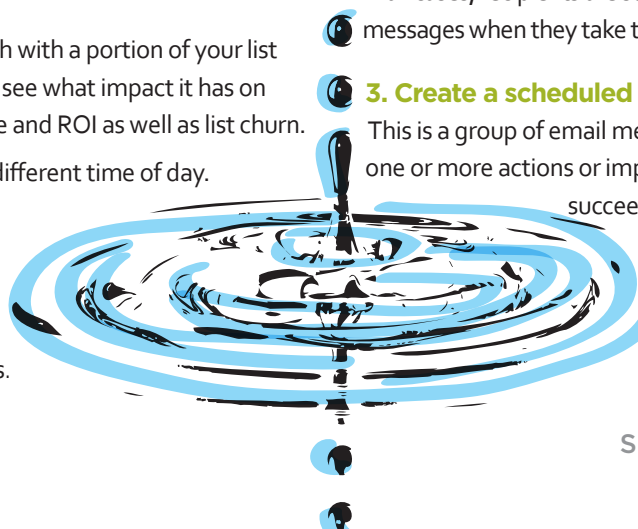 h with a portion of your list
see what impact it has on
e and ROI as well as list churn.
different time of day.
s.
messages when they take t
3. Create a scheduled
This is a group of email me
one or more actions or imp
succee
S